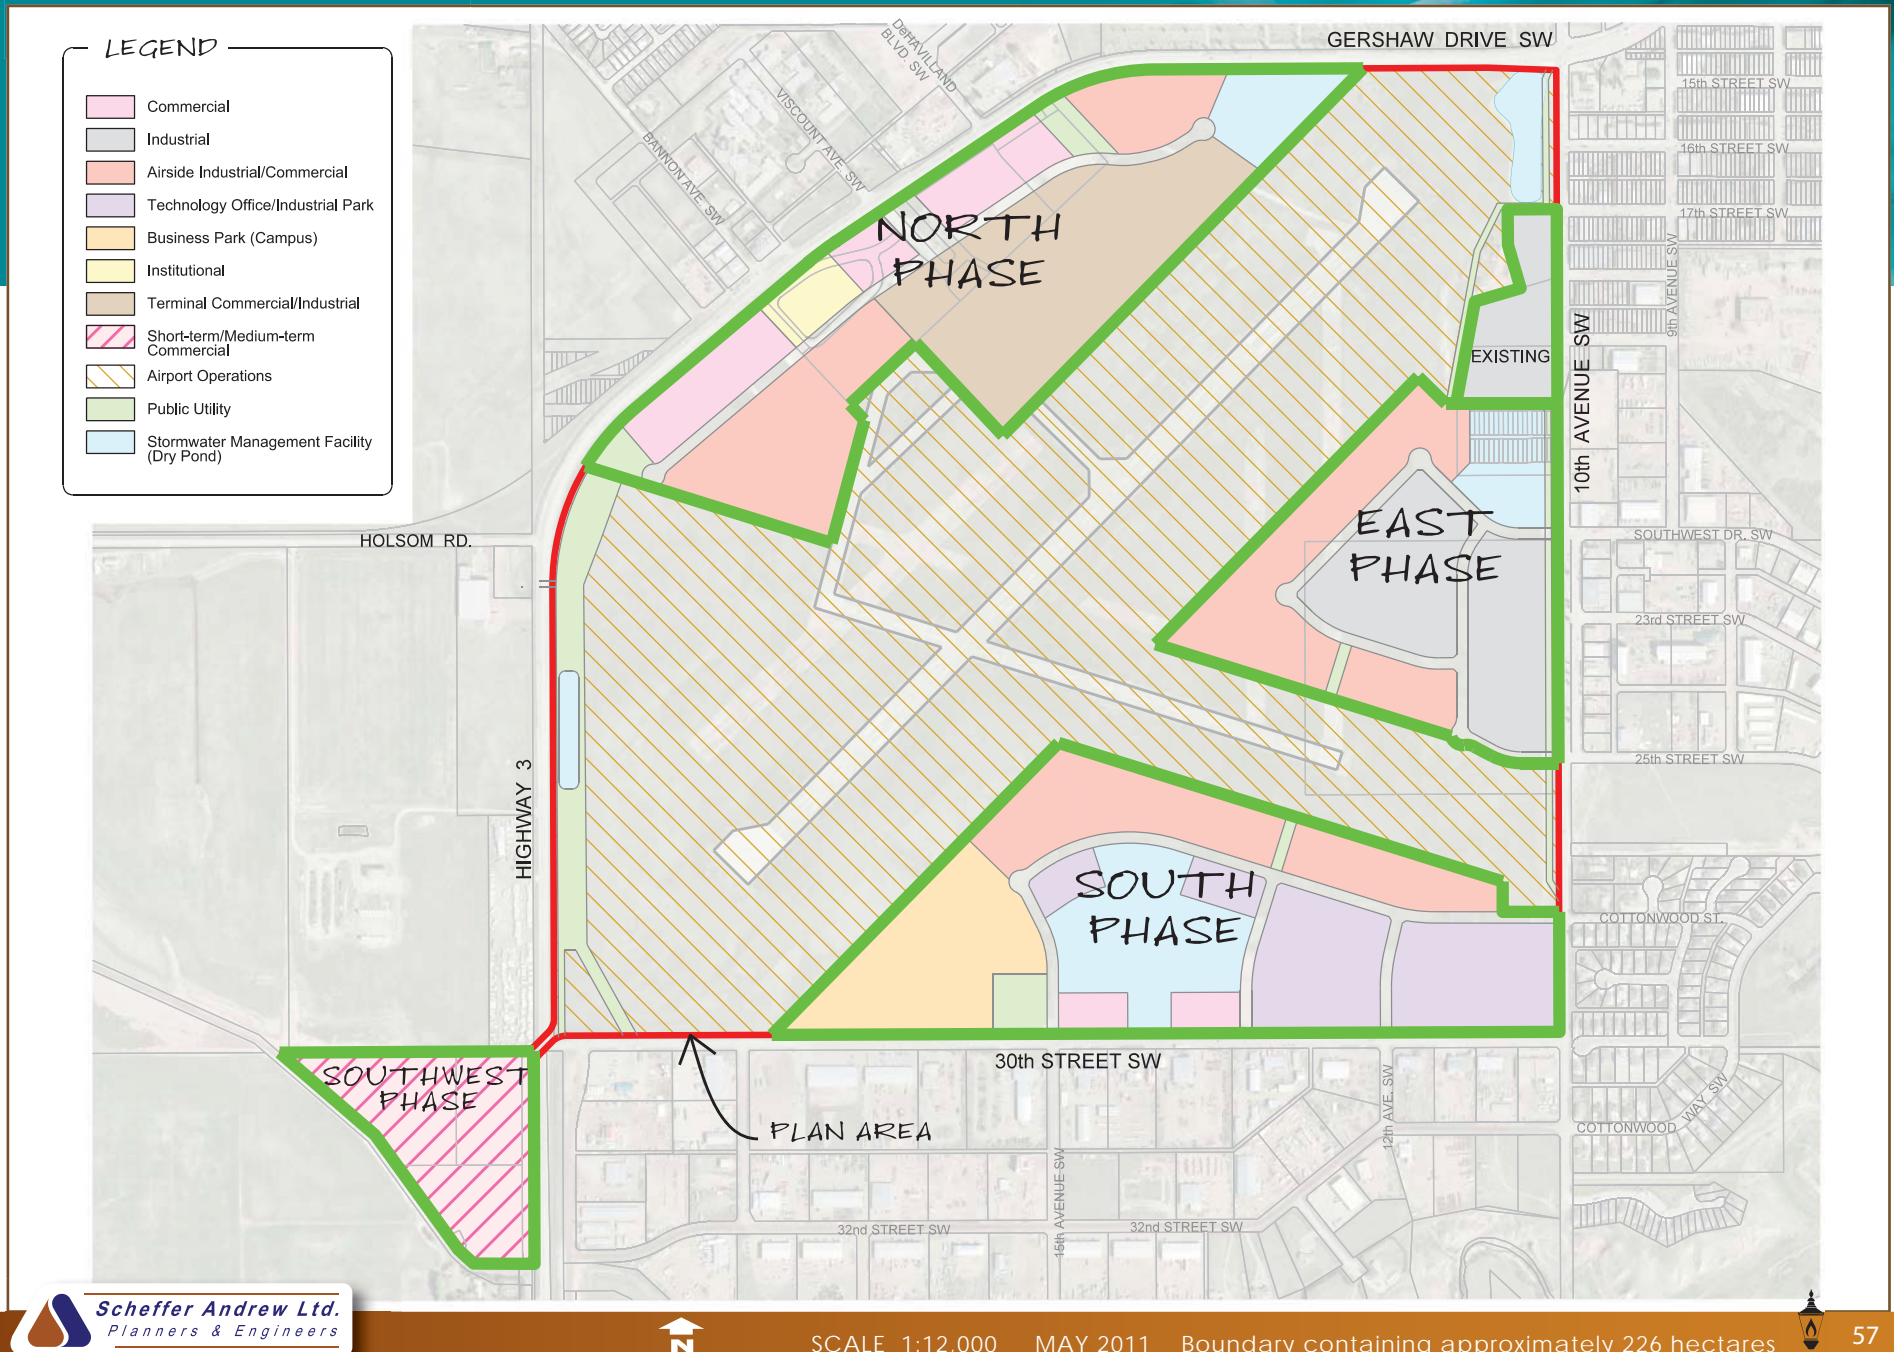 LEGEND
Commercial
Industrial
Airside Industrial/Commercial
Technology Office/Industrial Park
Business Park (Campus)
Institutional
Terminal Commercial/Industrial
Short-term/Medium-term
Commercial
Airport Operations
Public Utility
Stormwater Management Facility
(Dry Pond)
GERSHAW DRIVE SW
DeHAVILLAND
BLVD. SW
VISCOUNT AVE. SW
BANNON AVE. SW
15th STREET SW
16th STREET SW
17th STREET SW
9th AVENUE SW
NORTH
PHASE
EXISTING
10th AVENUE SW
EAST
PHASE
SOUTHWEST DR. SW
23rd STREET SW
25th STREET SW
HOLSOM RD.
HIGHWAY 3
SOUTH
PHASE
COTTONWOOD ST.
COTTONWOOD
WAY SW
30th STREET SW
SOUTHWEST
PHASE
PLAN AREA
12th AVE. SW
15th AVENUE SW
32nd STREET SW
32nd STREET SW
Scheffer Andrew Ltd.
Planners & Engineers
N
SCALE 1:12,000 MAY 2011 Boundary containing approximately 226 hectares
57